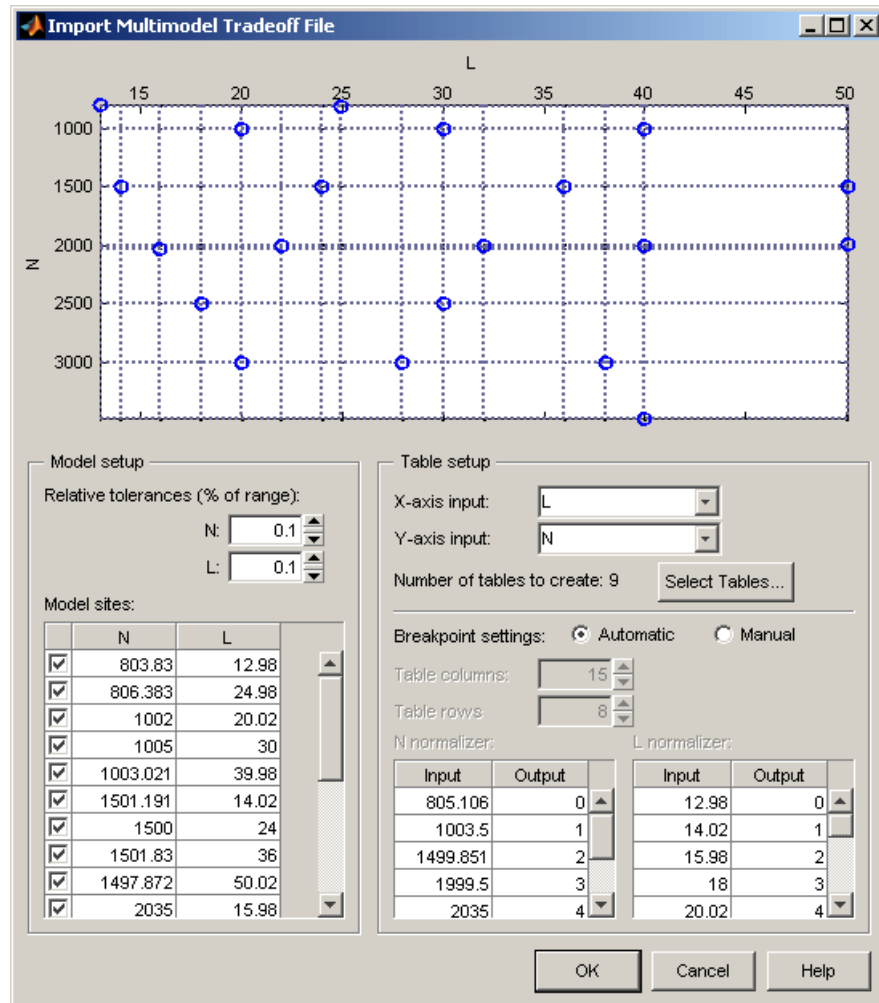 Import Multimodel Tradeoff File
L
15 20 25 30 35 40 45 50
1000
1500
2000
N
2500
3000
Model setup
Relative tolerances (% of range):
N: 0.1
L: 0.1
Model sites:
N L
803.83 12.98
806.383 24.98
1002 20.02
1005 30
1003.021 39.98
1501.191 14.02
1500 24
1501.83 36
1497.872 50.02
2035 15.98
Table setup
X-axis input: L
Y-axis input: N
Number of tables to create: 9 Select Tables...
Breakpoint settings: Automatic Manual
Table columns: 15
Table rows 8
N normalizer: L normalizer:
Input Output Input Output
805.106 0 12.98 0
1003.5 1 14.02 1
1499.851 2 15.98 2
1999.5 3 18 3
2035 4 20.02 4
OK Cancel Help